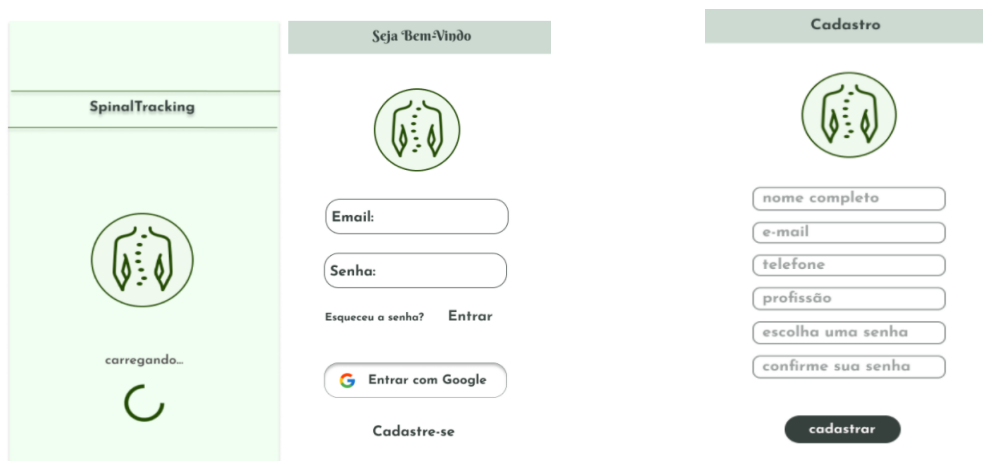 SpinalTracking
carregando...
Seja Bem-Vindo
Email:
Senha:
Esqueceu a senha? Entrar
Entrar com Google
Cadastre-se
Cadastro
nome completo
e-mail
telefone
profissão
escolha uma senha
confirme sua senha
cadastrar